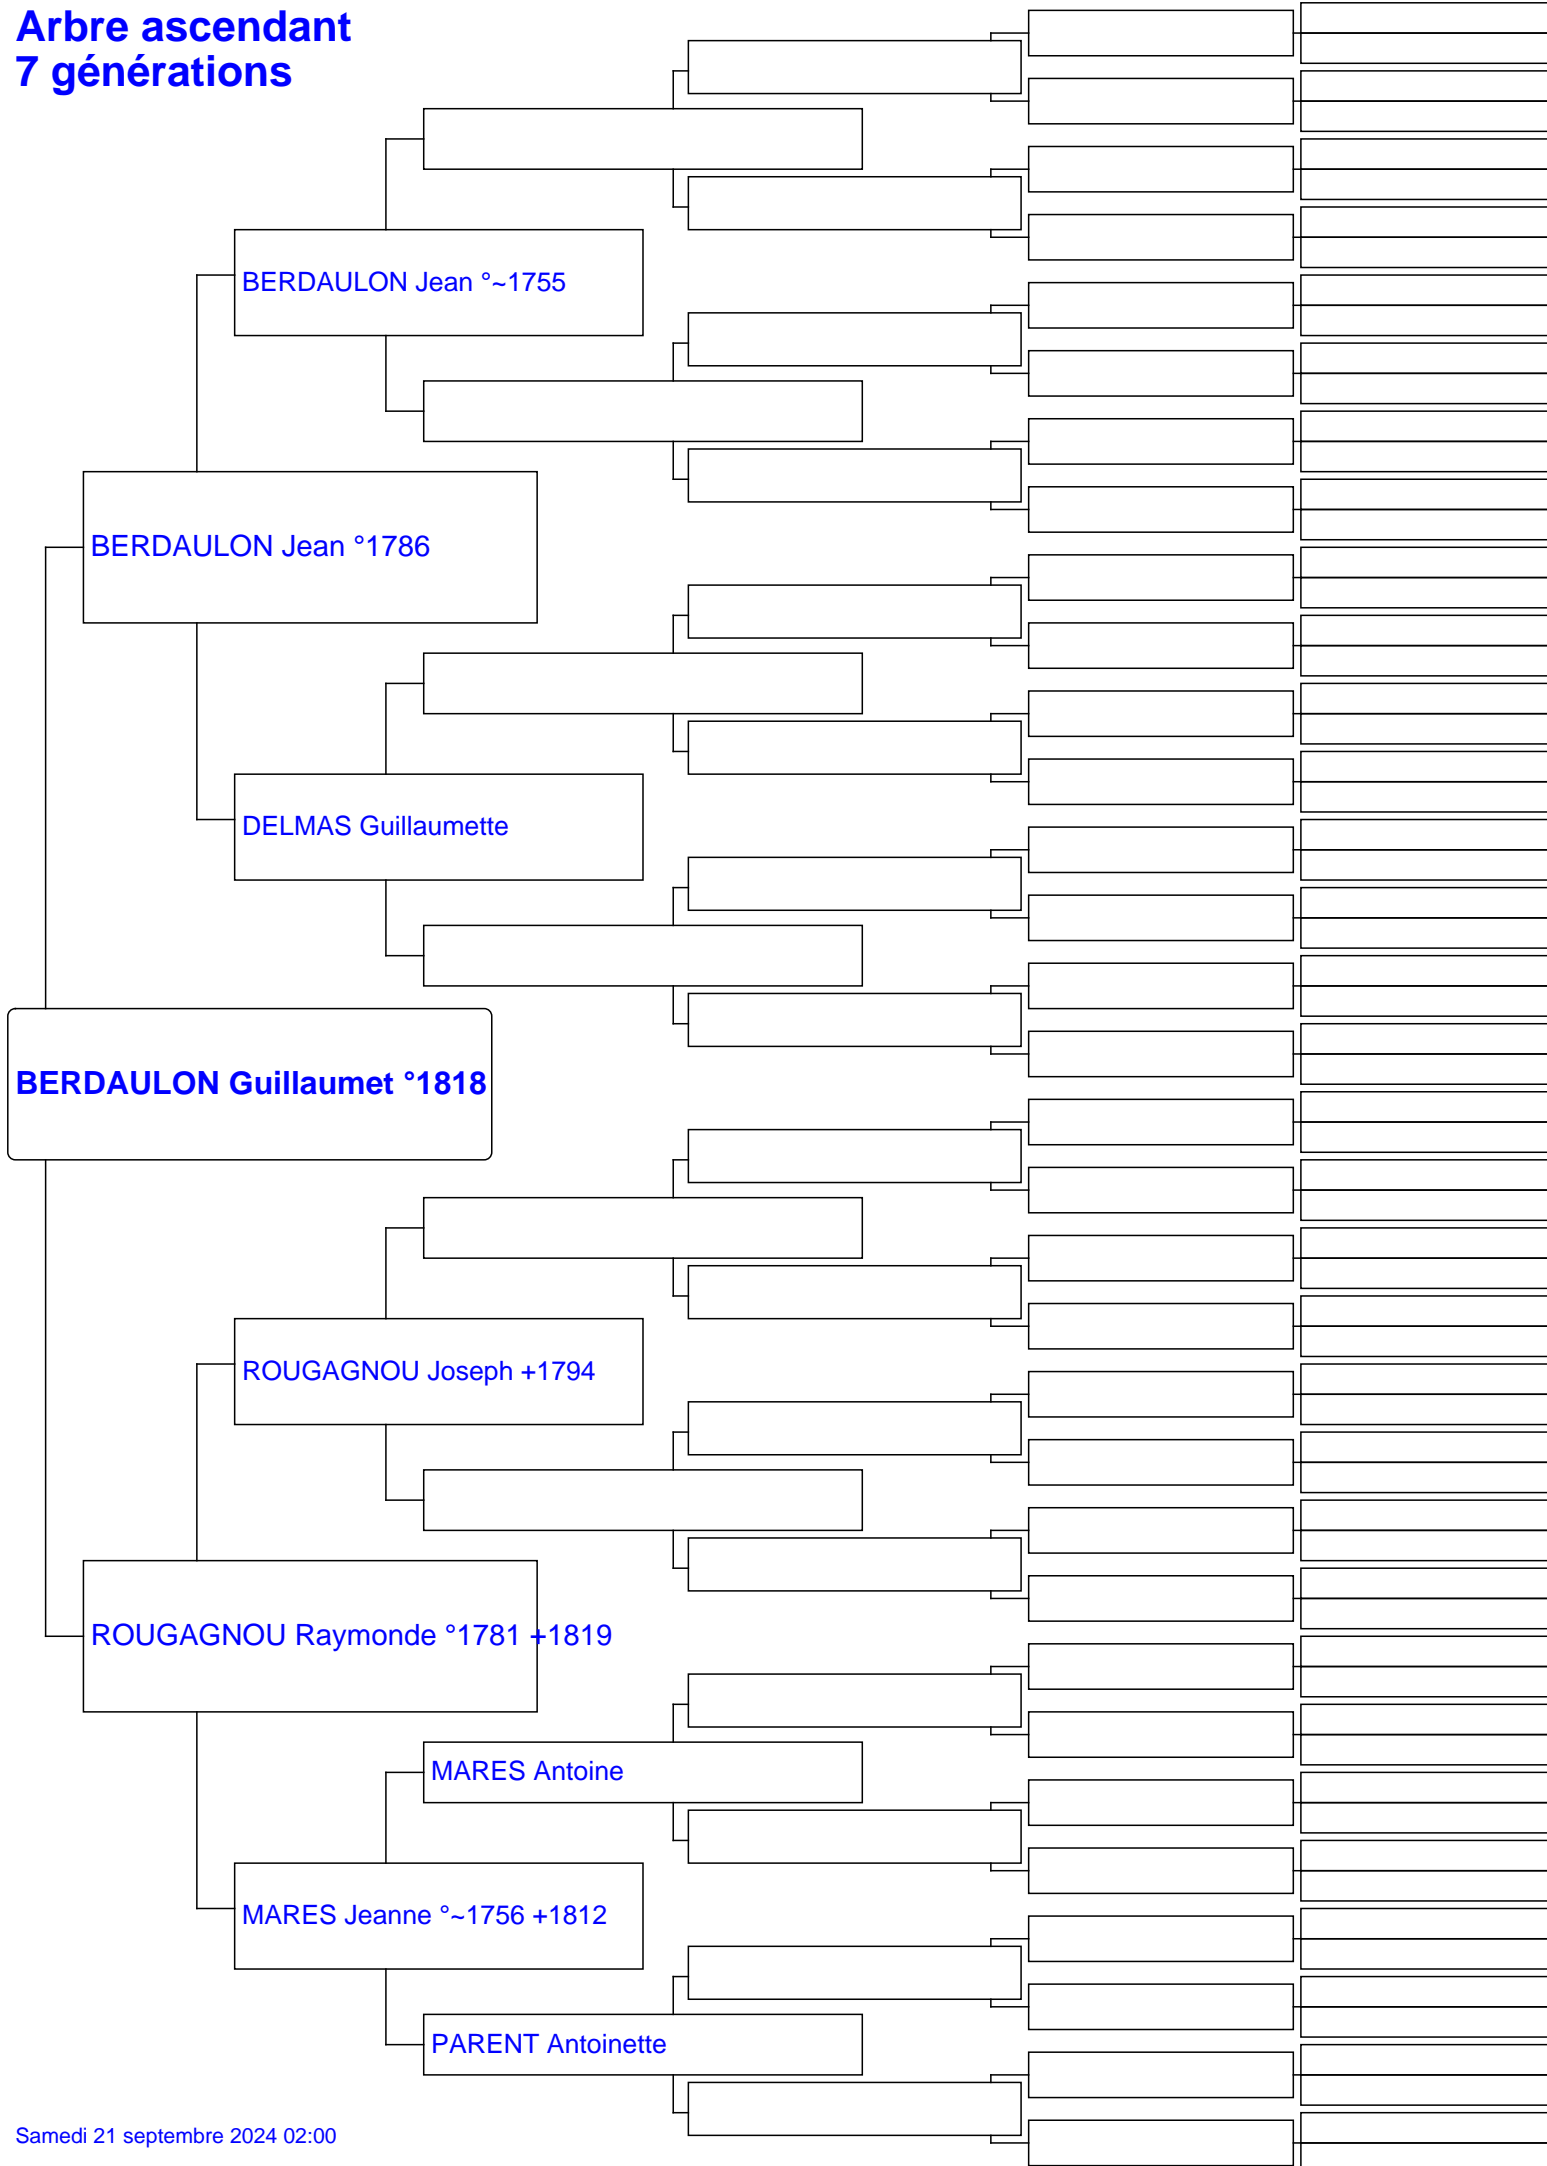 Arbre ascendant
7 générations
BERDAULON Jean °~1755
BERDAULON Jean °1786
DELMAS Guillaumette
BERDAULON Guillaumet °1818
ROUGAGNOU Joseph +1794
ROUGAGNOU Raymonde °1781 +1819
MARES Antoine
MARES Jeanne °~1756 +1812
PARENT Antoinette
Samedi 21 septembre 2024 02:00